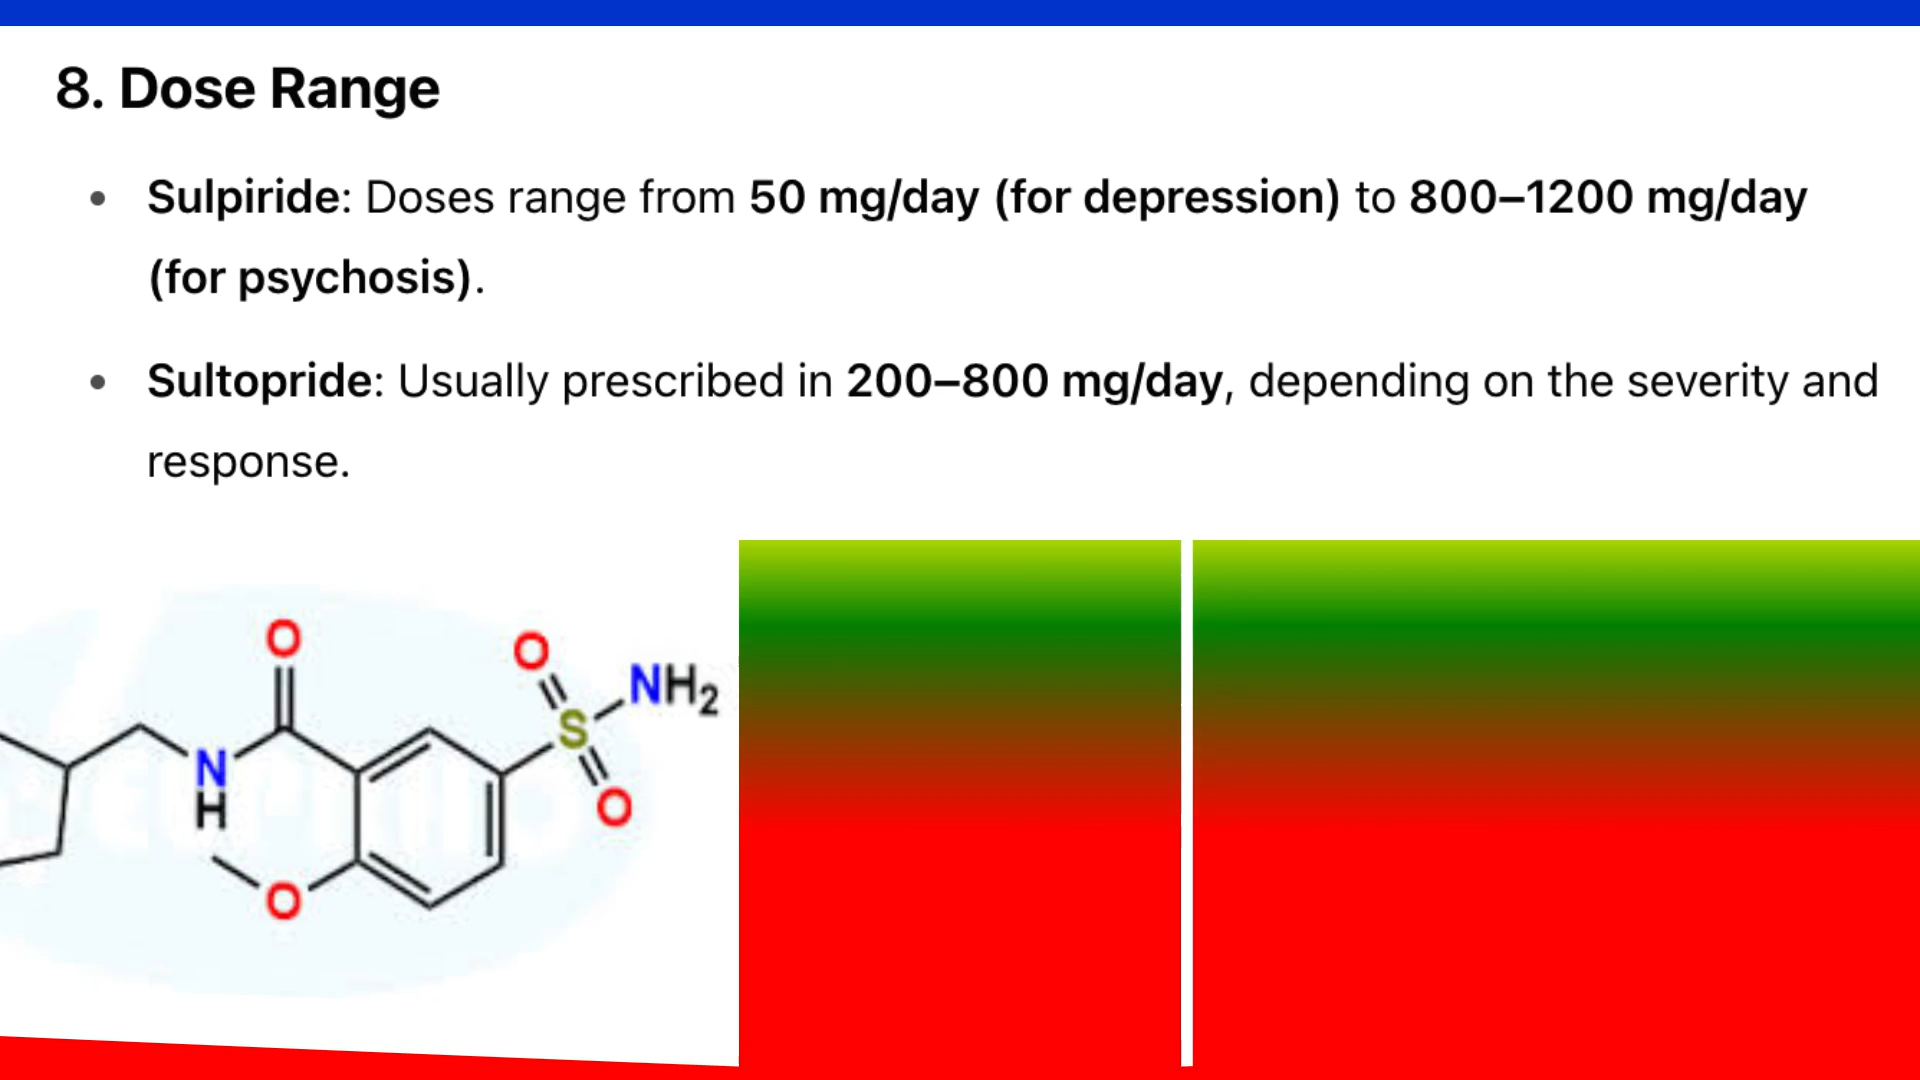 8. Dose Range
• Sulpiride: Doses range from 50 mg/day (for depression) to 800–1200 mg/day
(for psychosis).
• Sultopride: Usually prescribed in 200–800 mg/day, depending on the severity and
response.
O
O
NH2
S
N
H
O
O